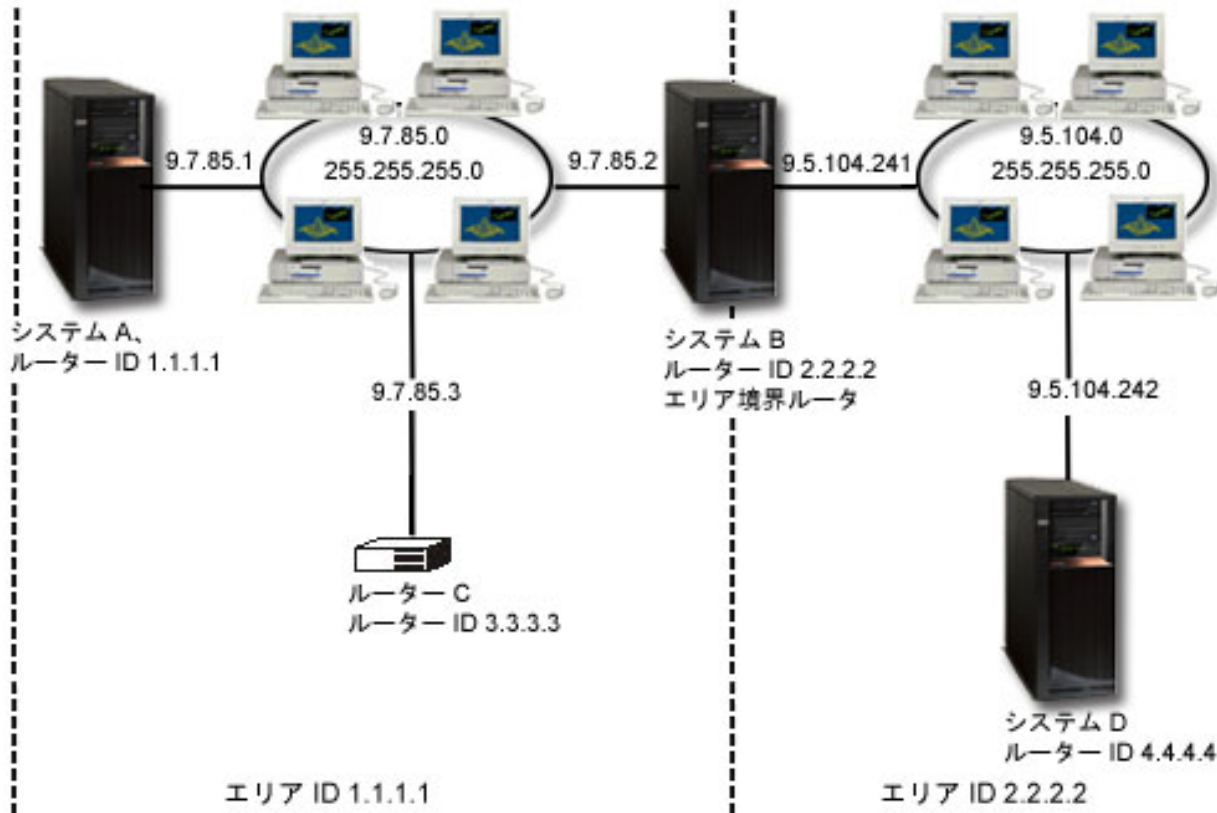 9.7.85.1
9.7.85.0
255.255.255.0
9.7.85.2
9.5.104.241
9.5.104.0
255.255.255.0
システム A、
ルーター ID 1.1.1.1
9.7.85.3
システム B
ルーター ID 2.2.2.2
エリア境界ルータ
9.5.104.242
ルーター C
ルーター ID 3.3.3.3
システム D
ルーター ID 4.4.4.4
エリア ID 1.1.1.1
エリア ID 2.2.2.2